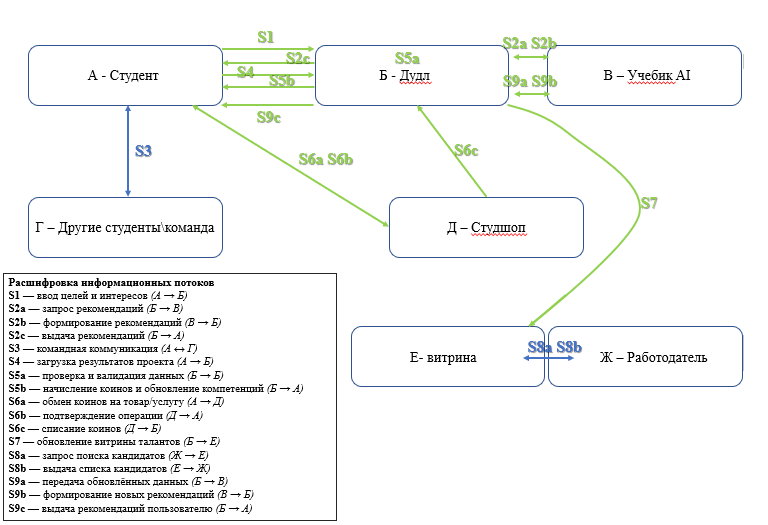 S1
S2c
S4
S5b
S9c
А - Студент
S5a
Б - Дудл
S2a S2b
S9a S9b
В – Учёбик AI
S3
S6a S6b
S6c
S7
Г – Другие студенты\команда
Д – Студшоп
Е- витрина
S8a S8b
Ж – Работодатель
Расшифровка информационных потоков
S1 — ввод целей и интересов (А → Б)
S2a — запрос рекомендаций (Б → В)
S2b — формирование рекомендаций (В → Б)
S2c — выдача рекомендаций (Б → А)
S3 — командная коммуникация (А ↔ Г)
S4 — загрузка результатов проекта (А → Б)
S5a — проверка и валидация данных (Б → Б)
S5b — начисление коинов и обновление компетенций (Б → А)
S6a — обмен коинов на товар/услугу (А → Д)
S6b — подтверждение операции (Д → А)
S6c — списание коинов (Д → Б)
S7 — обновление витрины талантов (Б → Е)
S8a — запрос поиска кандидатов (Ж → Е)
S8b — выдача списка кандидатов (Е → Ж)
S9a — передача обновлённых данных (Б → В)
S9b — формирование новых рекомендаций (В → Б)
S9c — выдача рекомендаций пользователю (Б → А)